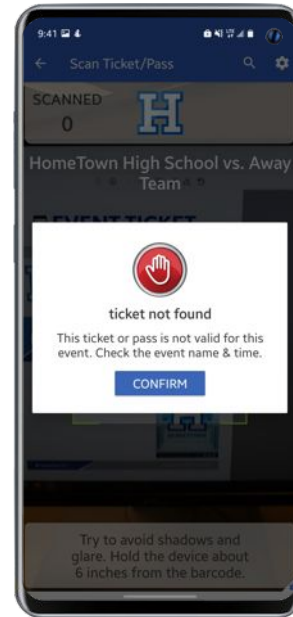 9:41
Scan Ticket/Pass
SCANNED
0
H
HomeTown High School vs. Away
Team
EVENT TICKET
ticket not found
This ticket or pass is not valid for this
event. Check the event name & time.
CONFIRM
H
Try to avoid shadows and
glare. Hold the device about
6 inches from the barcode.